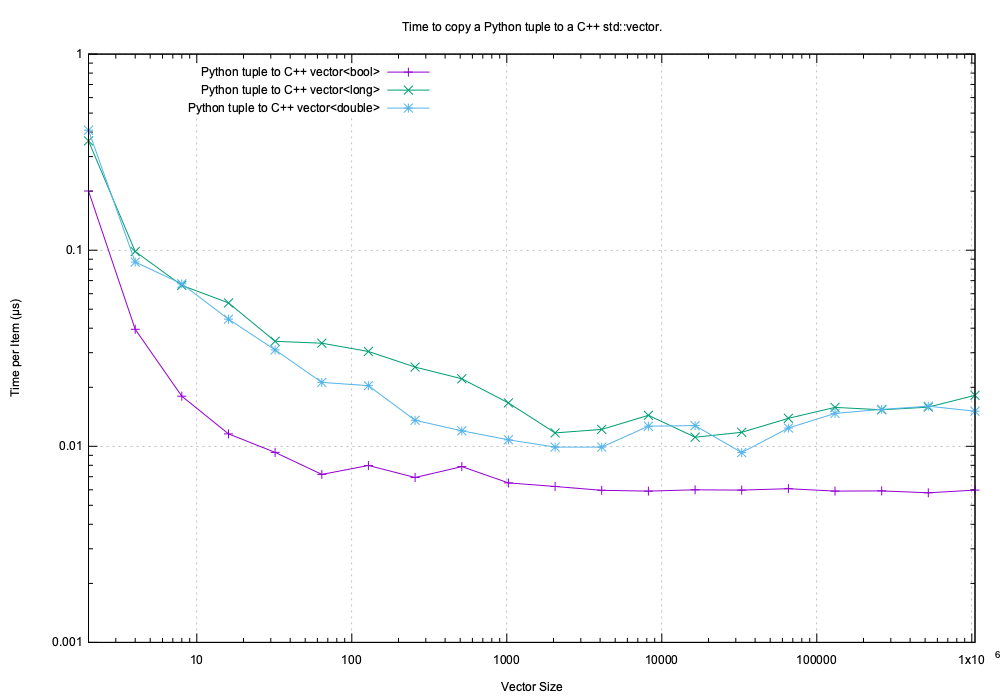 Time to copy a Python tuple to a C++ std::vector.
1
Python tuple to C++ vector<bool>
Python tuple to C++ vector<long>
Python tuple to C++ vector<double>
0.1
Time per Item (µs)
0.01
0.001
10 100 1000 10000 100000 1x10 6
Vector Size